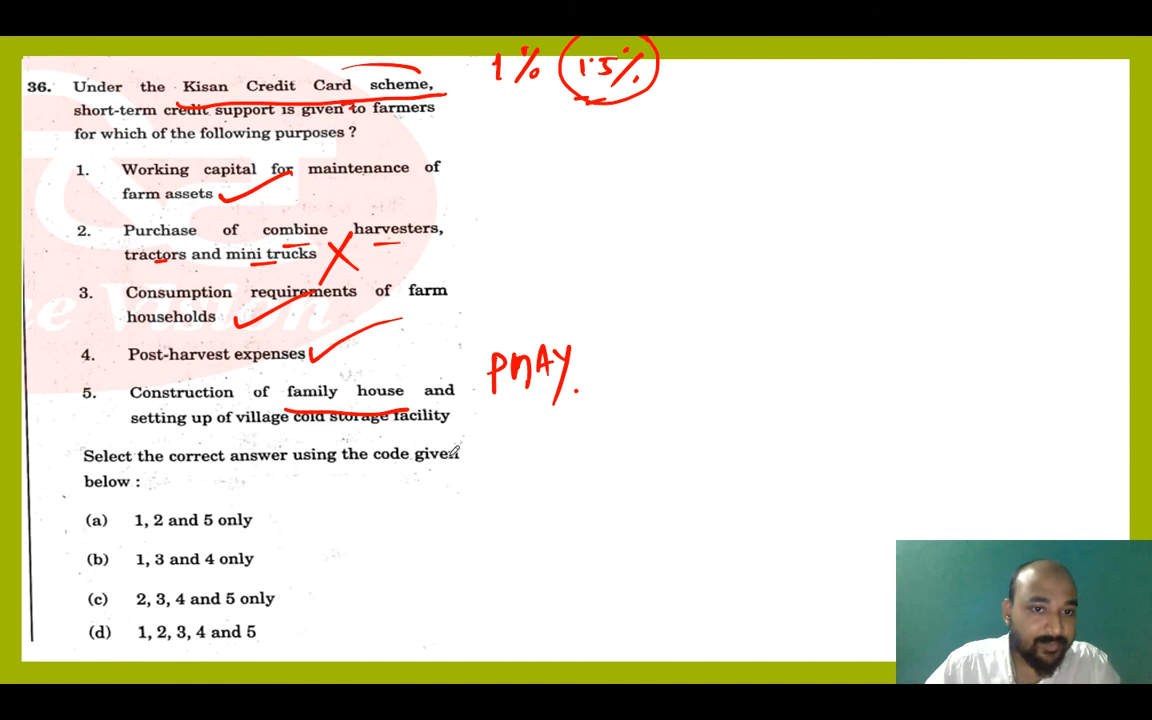 1% 1.5%
36. Under the Kisan Credit Card scheme,
short-term credit support is given to farmers
for which of the following purposes ?
1. Working capital for maintenance of
farm assets
2. Purchase of combine harvesters,
tractors and mini trucks
3. Consumption requirements of farm
households
4. Post-harvest expenses
PMAY.
5. Construction of family house and
setting up of village cold storage facility
Select the correct answer using the code given
below :
(a) 1, 2 and 5 only
(b) 1, 3 and 4 only
(c) 2, 3, 4 and 5 only
(d) 1, 2, 3, 4 and 5